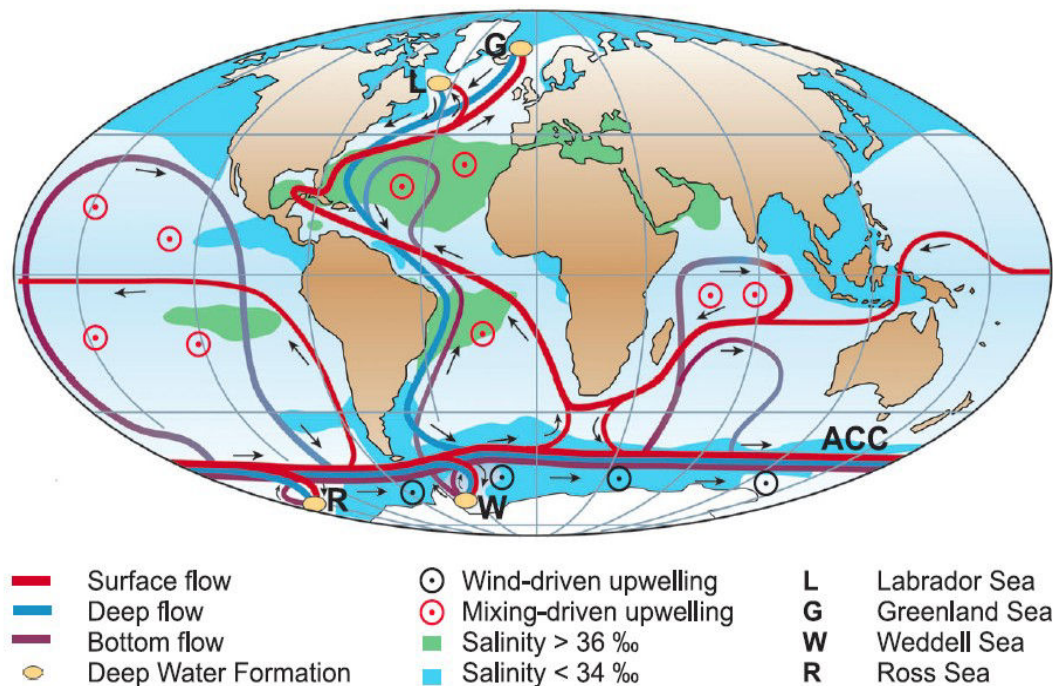 G
L
ACC
R
W
Surface flow
Deep flow
Bottom flow
Deep Water Formation
Wind-driven upwelling
Mixing-driven upwelling
Salinity > 36 ‰
Salinity < 34 ‰
L Labrador Sea
G Greenland Sea
W Weddell Sea
R Ross Sea